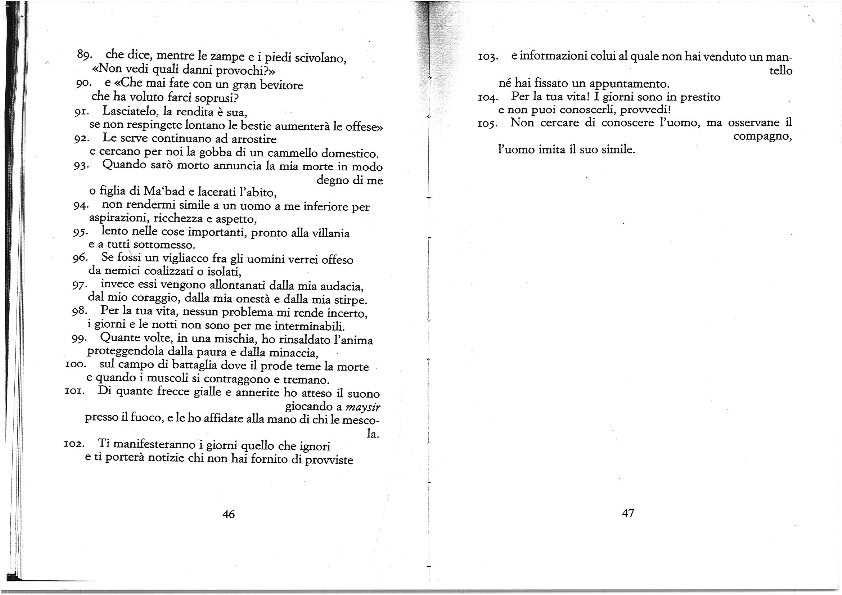 89. che dice, mentre le zampe e i piedi scivolano,
«Non vedi quali danni provochi?»
90. e «Che mai fate con un gran bevitore
che ha voluto farci soprusi?
91. Lasciatelo, la rendita è sua,
se non respingete lontano le bestie aumenterà le offese»
92. Le serve continuano ad arrostire
e cercano per noi la gobba di un cammello domestico.
93. Quando sarò morto annuncia la mia morte in modo
degno di me
o figlia di Ma‘bad e lacerati l’abito,
94. non rendermi simile a un uomo a me inferiore per
aspirazioni, ricchezza e aspetto,
95. lento nelle cose importanti, pronto alla villania
e a tutti sottomesso.
96. Se fossi un vigliacco fra gli uomini verrei offeso
da nemici coalizzati o isolati,
97. invece essi vengono allontanati dalla mia audacia,
dal mio coraggio, dalla mia onestà e dalla mia stirpe.
98. Per la tua vita, nessun problema mi rende incerto,
i giorni e le notti non sono per me interminabili.
99. Quante volte, in una mischia, ho rinsaldato l’anima
proteggendola dalla paura e dalla minaccia,
100. sul campo di battaglia dove il prode teme la morte
e quando i muscoli si contraggono e tremano.
101. Di quante frecce gialle e annerite ho atteso il suono
giocando a maysir
presso il fuoco, e le ho affidate alla mano di chi le mesco-
la.
102. Ti manifesteranno i giorni quello che ignori
e ti porterà notizie chi non hai fornito di provviste
46
103. e informazioni colui al quale non hai venduto un man-
tello
né hai fissato un appuntamento.
104. Per la tua vita! I giorni sono in prestito
e non puoi conoscerli, provvedi!
105. Non cercare di conoscere l’uomo, ma osservane il
compagno,
l’uomo imita il suo simile.
47